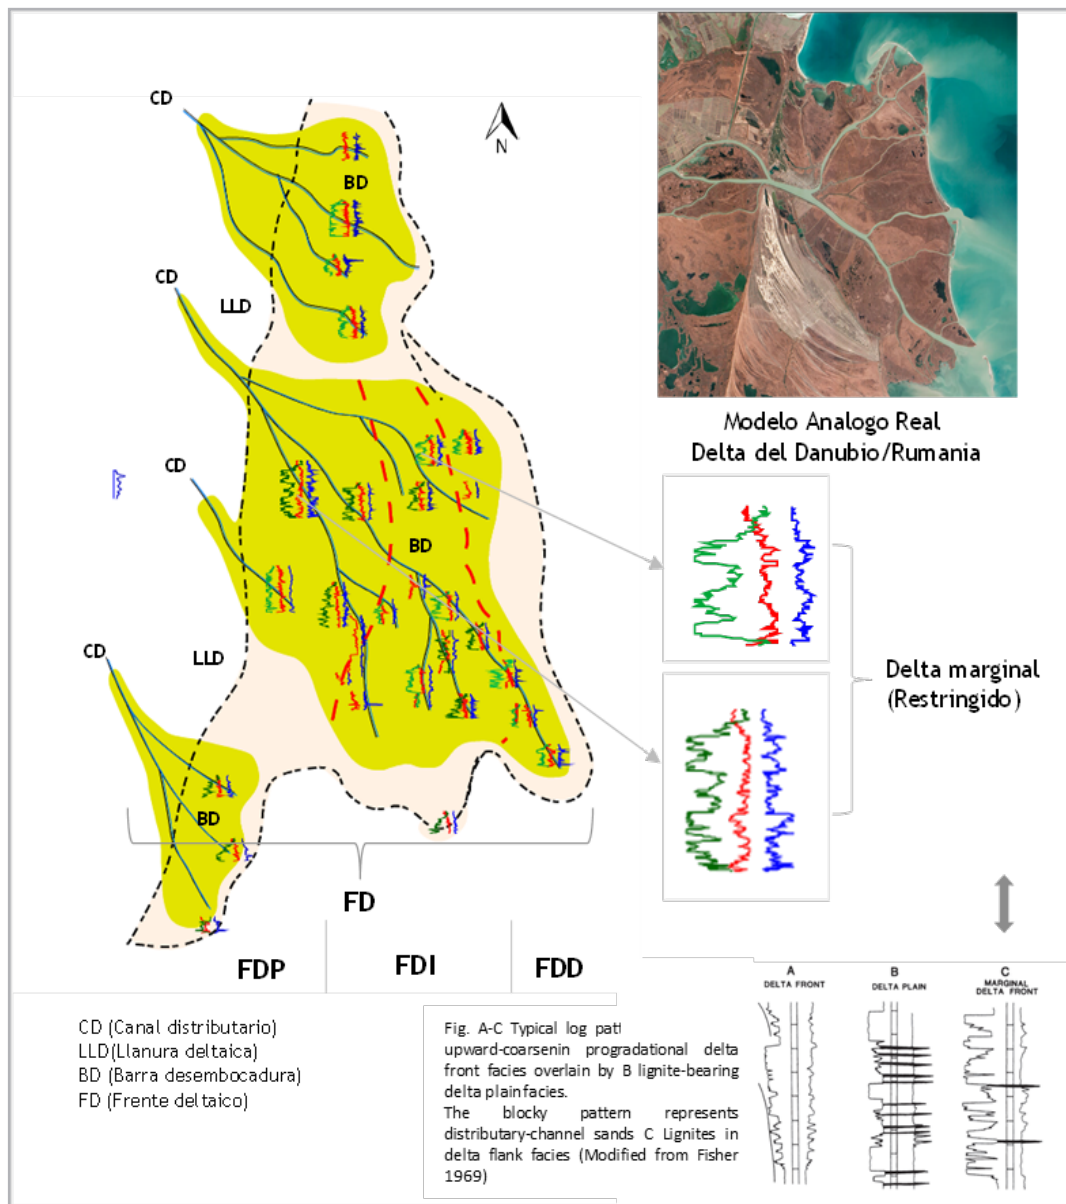 CD
N
BD
CD
LLD
Modelo Analogo Real
Delta del Danubio/Rumania
CD
BD
CD
LLD
Delta marginal
(Restringido)
BD
FD
FDP
FDI
FDD
A
DELTA FRONT
B
DELTA PLAIN
C
MARGINAL
DELTA FRONT
CD (Canal distributario)
LLD(Llanura deltaica)
BD (Barra desembocadura)
FD (Frente deltaico)
Fig. A-C Typical log
upward-coarsenin progradational delta
front facies overlain by B lignite-bearing
delta plain facies.
The blocky pattern represents
distributary-channel sands C Lignites in
delta flank facies (Modified from Fisher
1969)